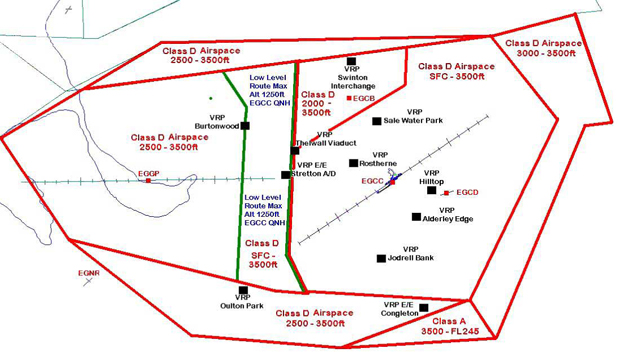 Class D Airspace
2500 - 3500ft
Class D Airspace
3000 - 3500ft
Low Level
Route Max
Alt 1250ft
EGCC QNH
Class D
2000 -
3500ft
VRP
Swinton
Interchange
EGCB
Class D Airspace
SFC - 3500ft
VRP
Burtonwood
VRP
Sale Water Park
Class D Airspace
2500 - 3500ft
VRP
Thelwall Viaduct
VRP
Rostherne
EGGP
VRP E/E
Stretton A/D
EGCC
VRP
Hilltop
EGCD
Low Level
Route Max
Alt 1250ft
EGCC QNH
VRP
Alderley Edge
Class D
SFC -
3500ft
VRP
Jodrell Bank
EGNR
VRP
Oulton Park
Class D Airspace
2500 - 3500ft
VRP E/E
Congleton
Class A
3500 - FL245